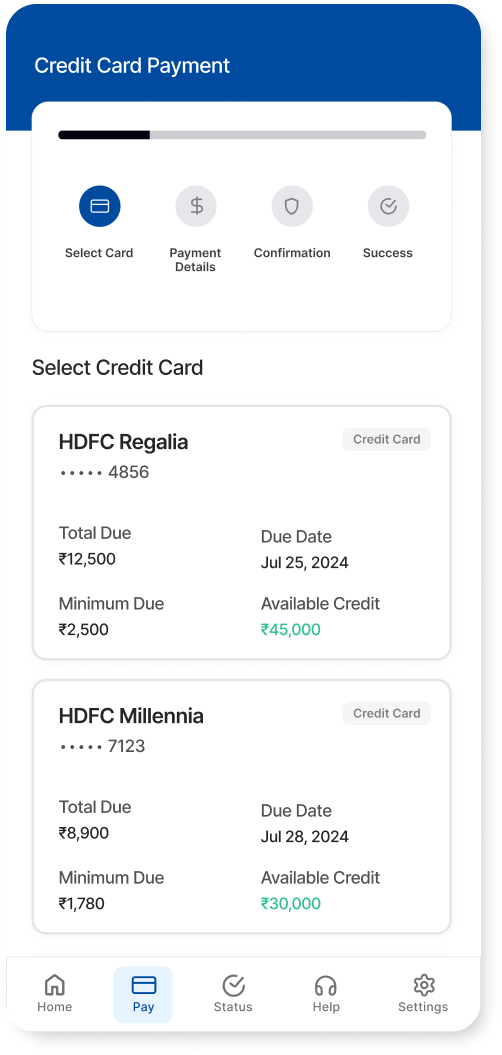 Credit Card Payment
Select Card
Payment
Details
Confirmation
Success
Select Credit Card
HDFC Regalia
Credit Card
••••• 4856
Total Due
Due Date
₹12,500
Jul 25, 2024
Minimum Due
Available Credit
₹2,500
₹45,000
HDFC Millennia
Credit Card
••••• 7123
Total Due
Due Date
₹8,900
Jul 28, 2024
Minimum Due
Available Credit
₹1,780
₹30,000
Home
Pay
Status
Help
Settings